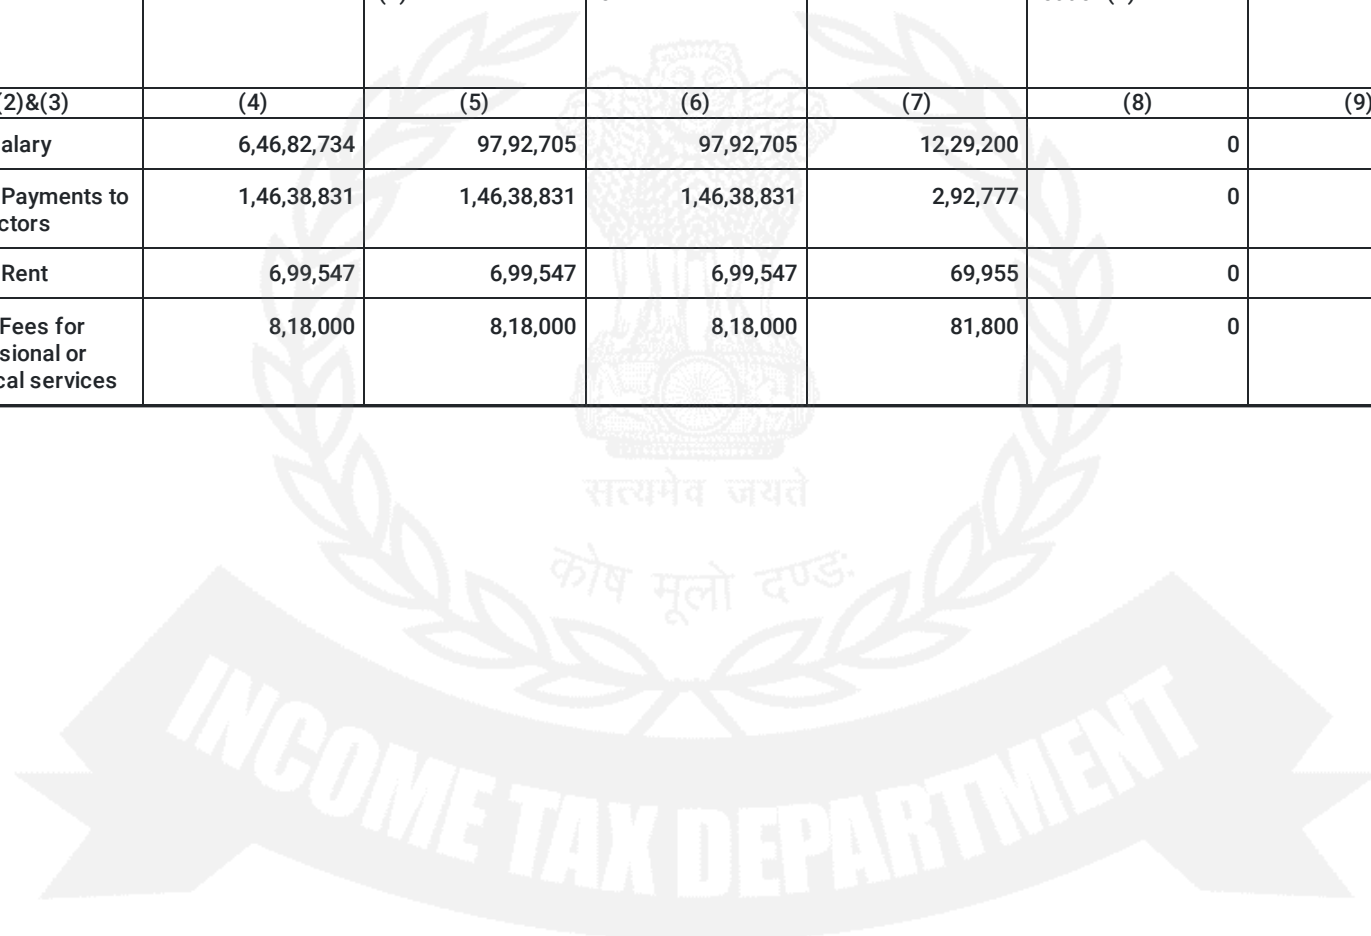 (2)&(3) (4) (5) (6) (7) (8) (9)
alary 6,46,82,734 97,92,705 97,92,705 12,29,200 0
Payments to 1,46,38,831 1,46,38,831 1,46,38,831 2,92,777 0
ctors
Rent 6,99,547 6,99,547 6,99,547 69,955 0
Fees for 8,18,000 8,18,000 8,18,000 81,800 0
sional or
cal services
सत्यमेव जयते
कोष मूलो दण्डः
INCOME TAX DEPARTMENT